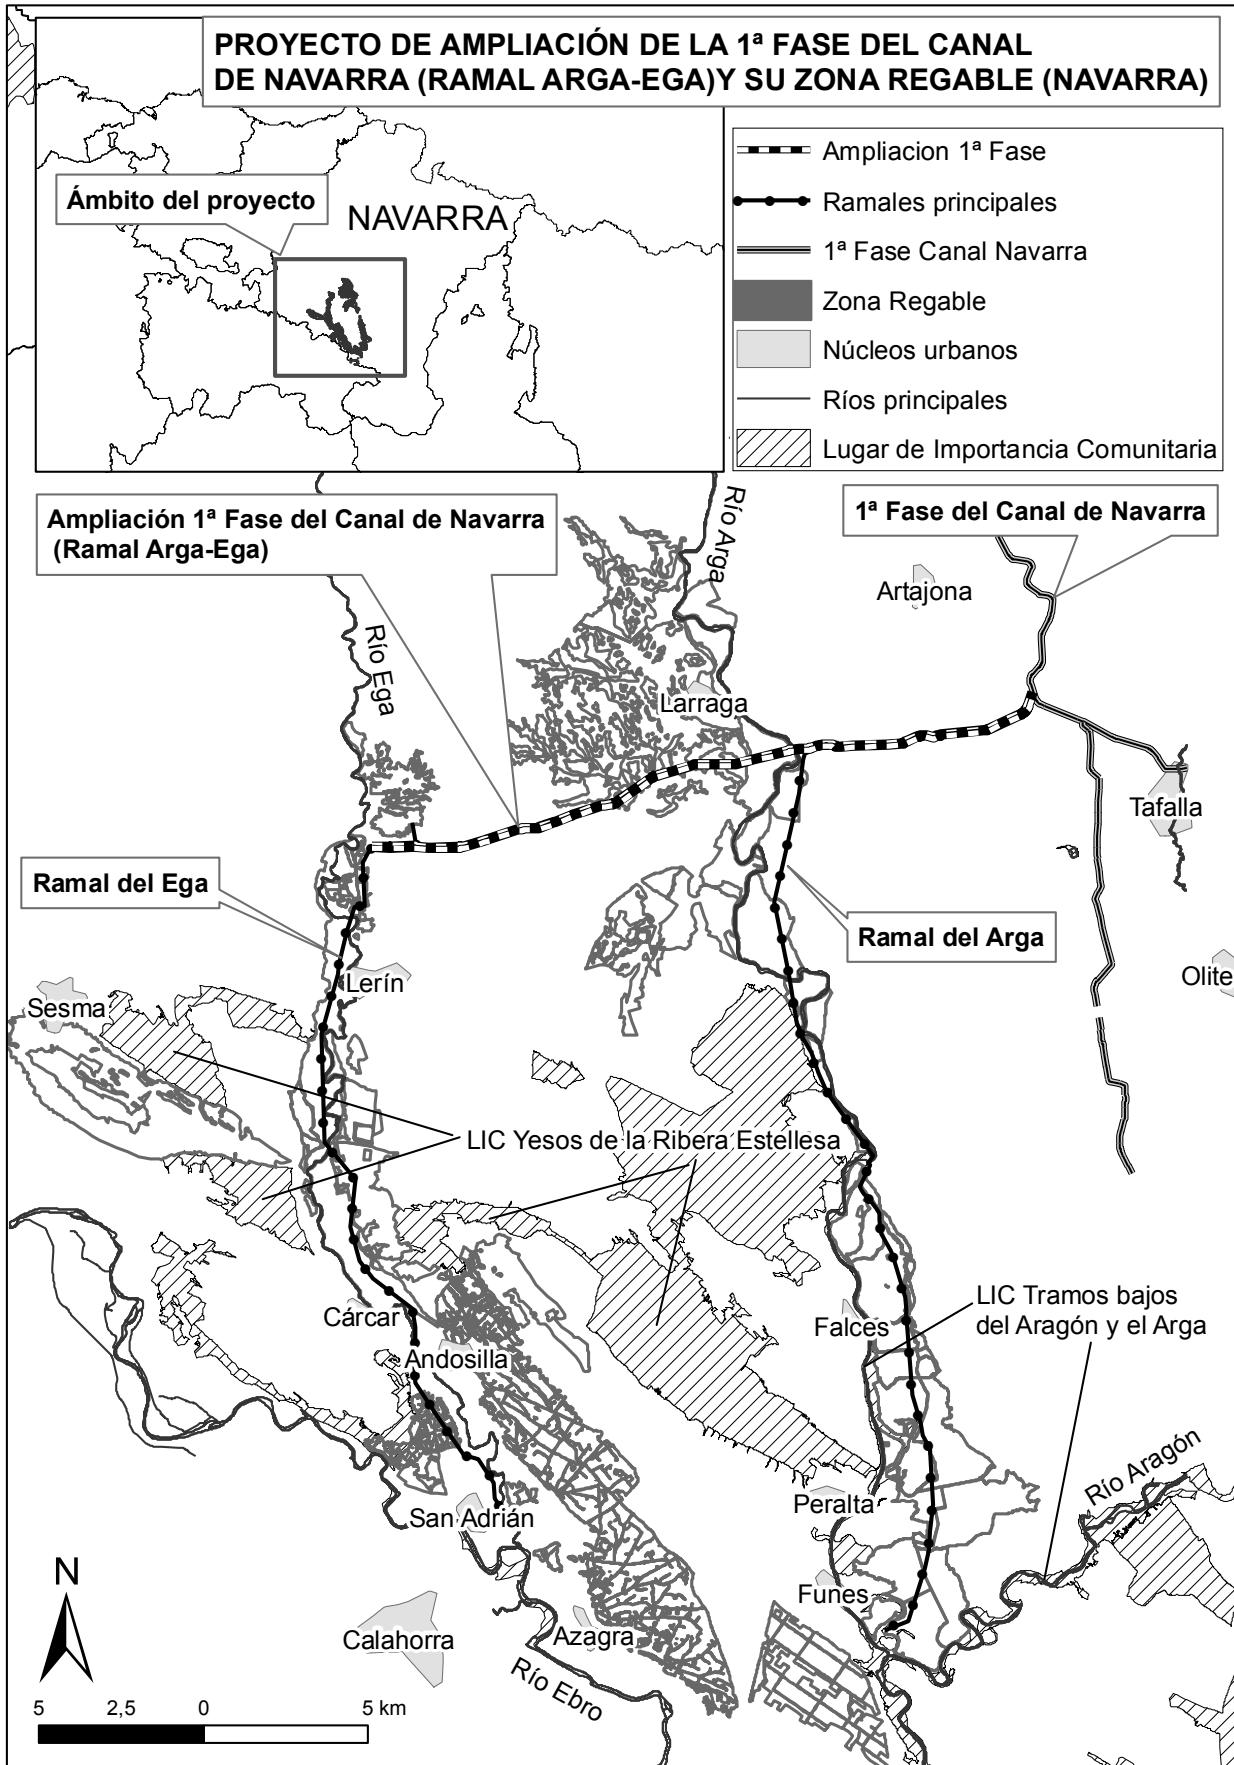 PROYECTO DE AMPLIACIÓN DE LA 1ª FASE DEL CANAL
DE NAVARRA (RAMAL ARGA-EGA)Y SU ZONA REGABLE (NAVARRA)
Ámbito del proyecto
NAVARRA
Ampliacion 1ª Fase
Ramales principales
1ª Fase Canal Navarra
Zona Regable
Núcleos urbanos
Ríos principales
Lugar de Importancia Comunitaria
Ampliación 1ª Fase del Canal de Navarra
(Ramal Arga-Ega)
Río Arga
1ª Fase del Canal de Navarra
Artajona
Río Ega
Larraga
Tafalla
Ramal del Ega
Ramal del Arga
Lerín
Olite
Sesma
LIC Yesos de la Ribera Estellesa
Cárcar
Falces
LIC Tramos bajos
del Aragón y el Arga
Andosilla
Río Aragón
Peralta
San Adrián
N
Funes
Calahorra
Azagra
Río Ebro
5 2,5 0 5 km